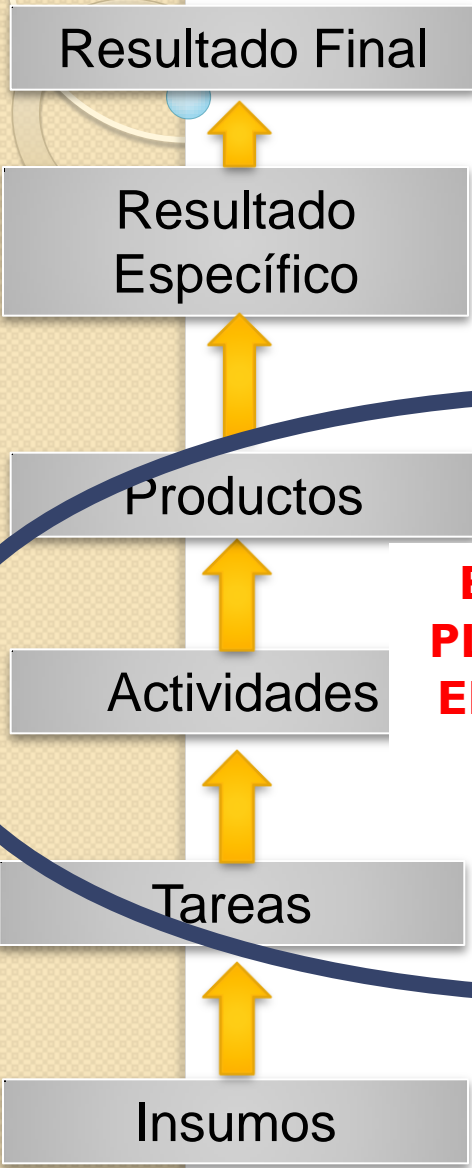 Resultado Final
Resultado
Específico
Productos
Actividades
Tareas
Insumos